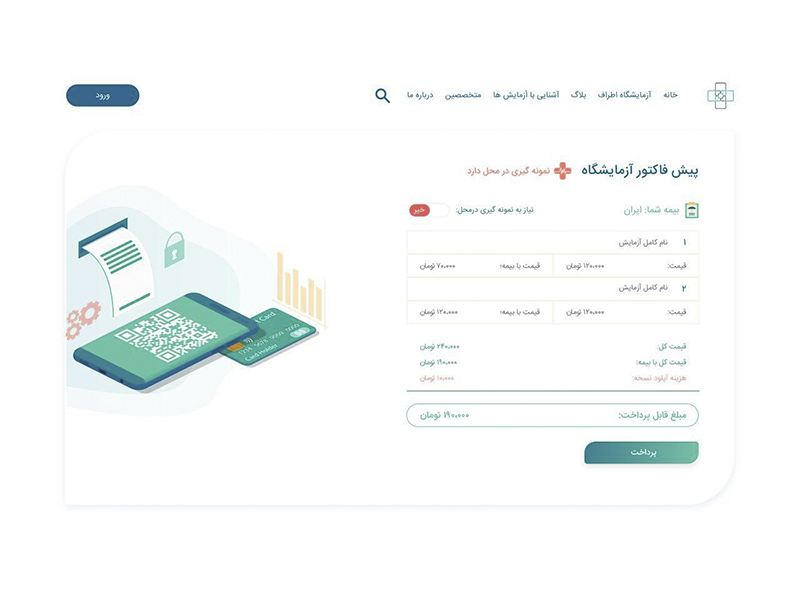 خانه آزمایشگاه اطراف بلاگ آشنایی با آزمایش ها متخصصین درباره ما ورود
پیش فاکتور آزمایشگاه نمونه گیری در محل دارد
بیمه شما: ایران نیاز به نمونه گیری درمحل: خیر
۱ نام کامل آزمایش
قیمت: ۱۲۰،۰۰۰ تومان قیمت با بیمه: ۷۰،۰۰۰ تومان
۲ نام کامل آزمایش
قیمت: ۱۲۰،۰۰۰ تومان قیمت با بیمه: ۱۲۰،۰۰۰ تومان
قیمت کل: ۲۴۰،۰۰۰ تومان
قیمت کل با بیمه: ۱۹۰،۰۰۰ تومان
هزینه آپلود نسخه: ۱۰،۰۰۰ تومان
مبلغ قابل پرداخت: ۱۹۰،۰۰۰ تومان
پرداخت
Card
1234 5678 9000 0000
Card Holder